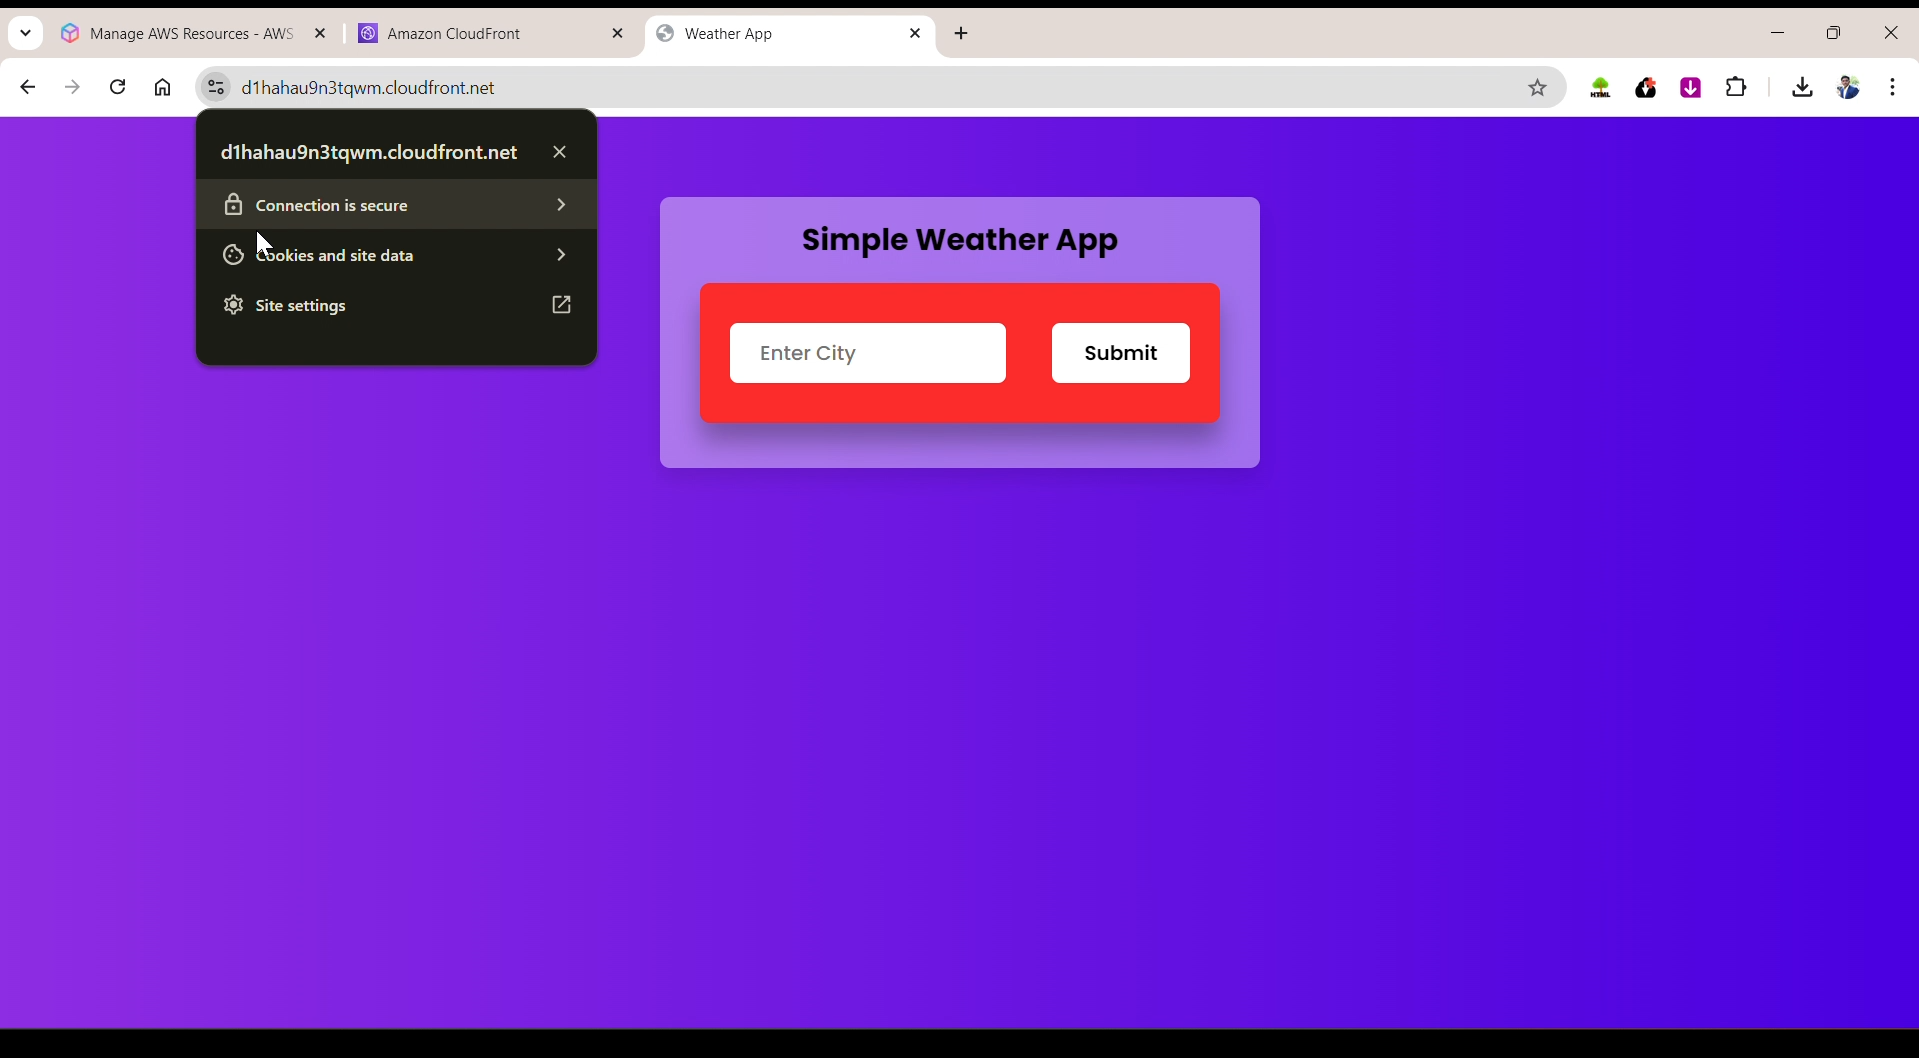 Manage AWS Resources - AWS
Amazon CloudFront
Weather App
d1hahau9n3tqwm.cloudfront.net
HTML
d1hahau9n3tqwm.cloudfront.net
Connection is secure
Cookies and site data
Site settings
Simple Weather App
Enter City
Submit